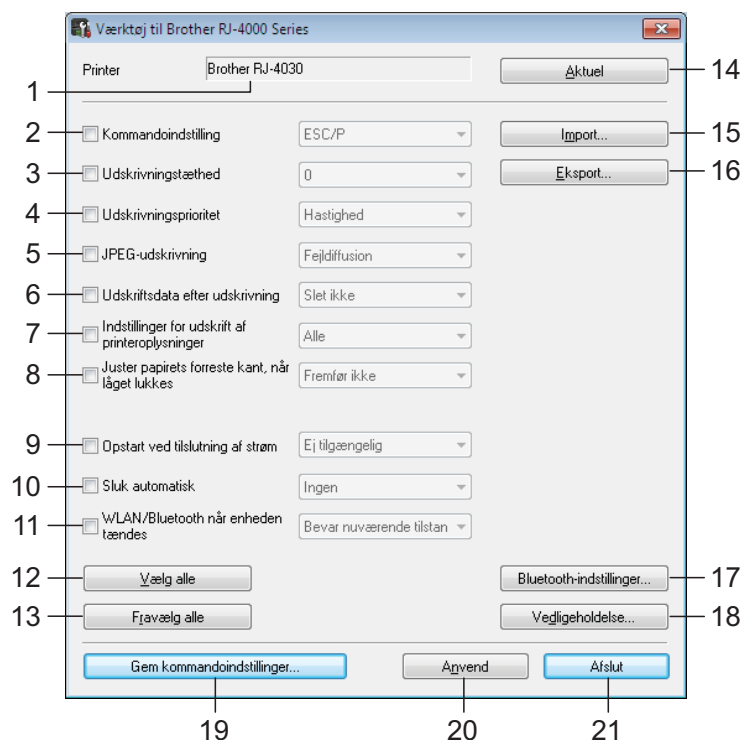 Værktøj til Brother RJ-4000 Series
Printer Brother RJ-4030 Aktuel 14
1
2 Kommandoindstilling ESC/P Import... 15
3 Udskrivningstæthed 0 Eksport... 16
4 Udskrivningsprioritet Hastighed
5 JPEG-udskrivning Fejldiffusion
6 Udskriftsdata efter udskrivning Slet ikke
7 Indstillinger for udskrift af
printeroplysninger Alle
8 Juster papirets forreste kant, når
låget lukkes Fremfør ikke
9 Opstart ved tilslutning af strøm Ej tilgængelig
10 Sluk automatisk Ingen
11 WLAN/Bluetooth når enheden
tændes Bevar nuværende tilstan
12 Vælg alle Bluetooth-indstillinger... 17
13 Fravælg alle Vedligeholdelse... 18
Gem kommandoindstillinger... Anvend Afslut
19 20 21